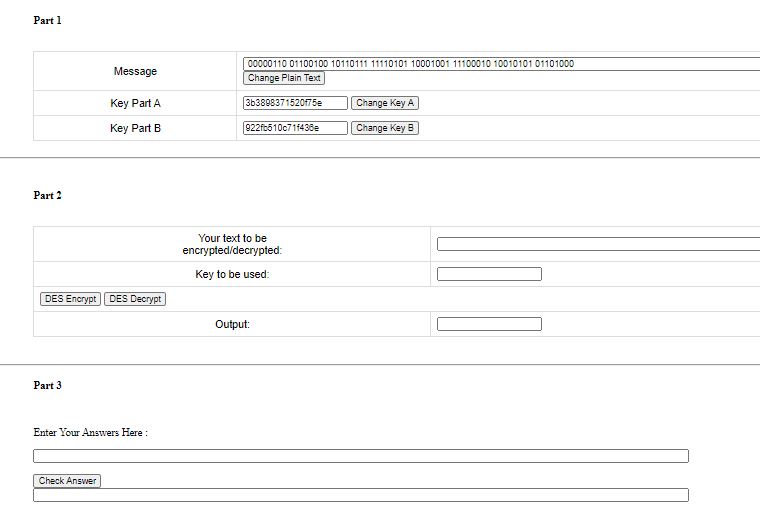 Part 1
Message
00000110 01100100 10110111 11110101 10001001 11100010 10010101 01101000
Change Plain Text
Key Part A
3b3898371520f75e
Change Key A
Key Part B
922fb510c71f436e
Change Key B
Part 2
Your text to be
encrypted/decrypted:
Key to be used:
DES Encrypt DES Decrypt
Output:
Part 3
Enter Your Answers Here :
Check Answer